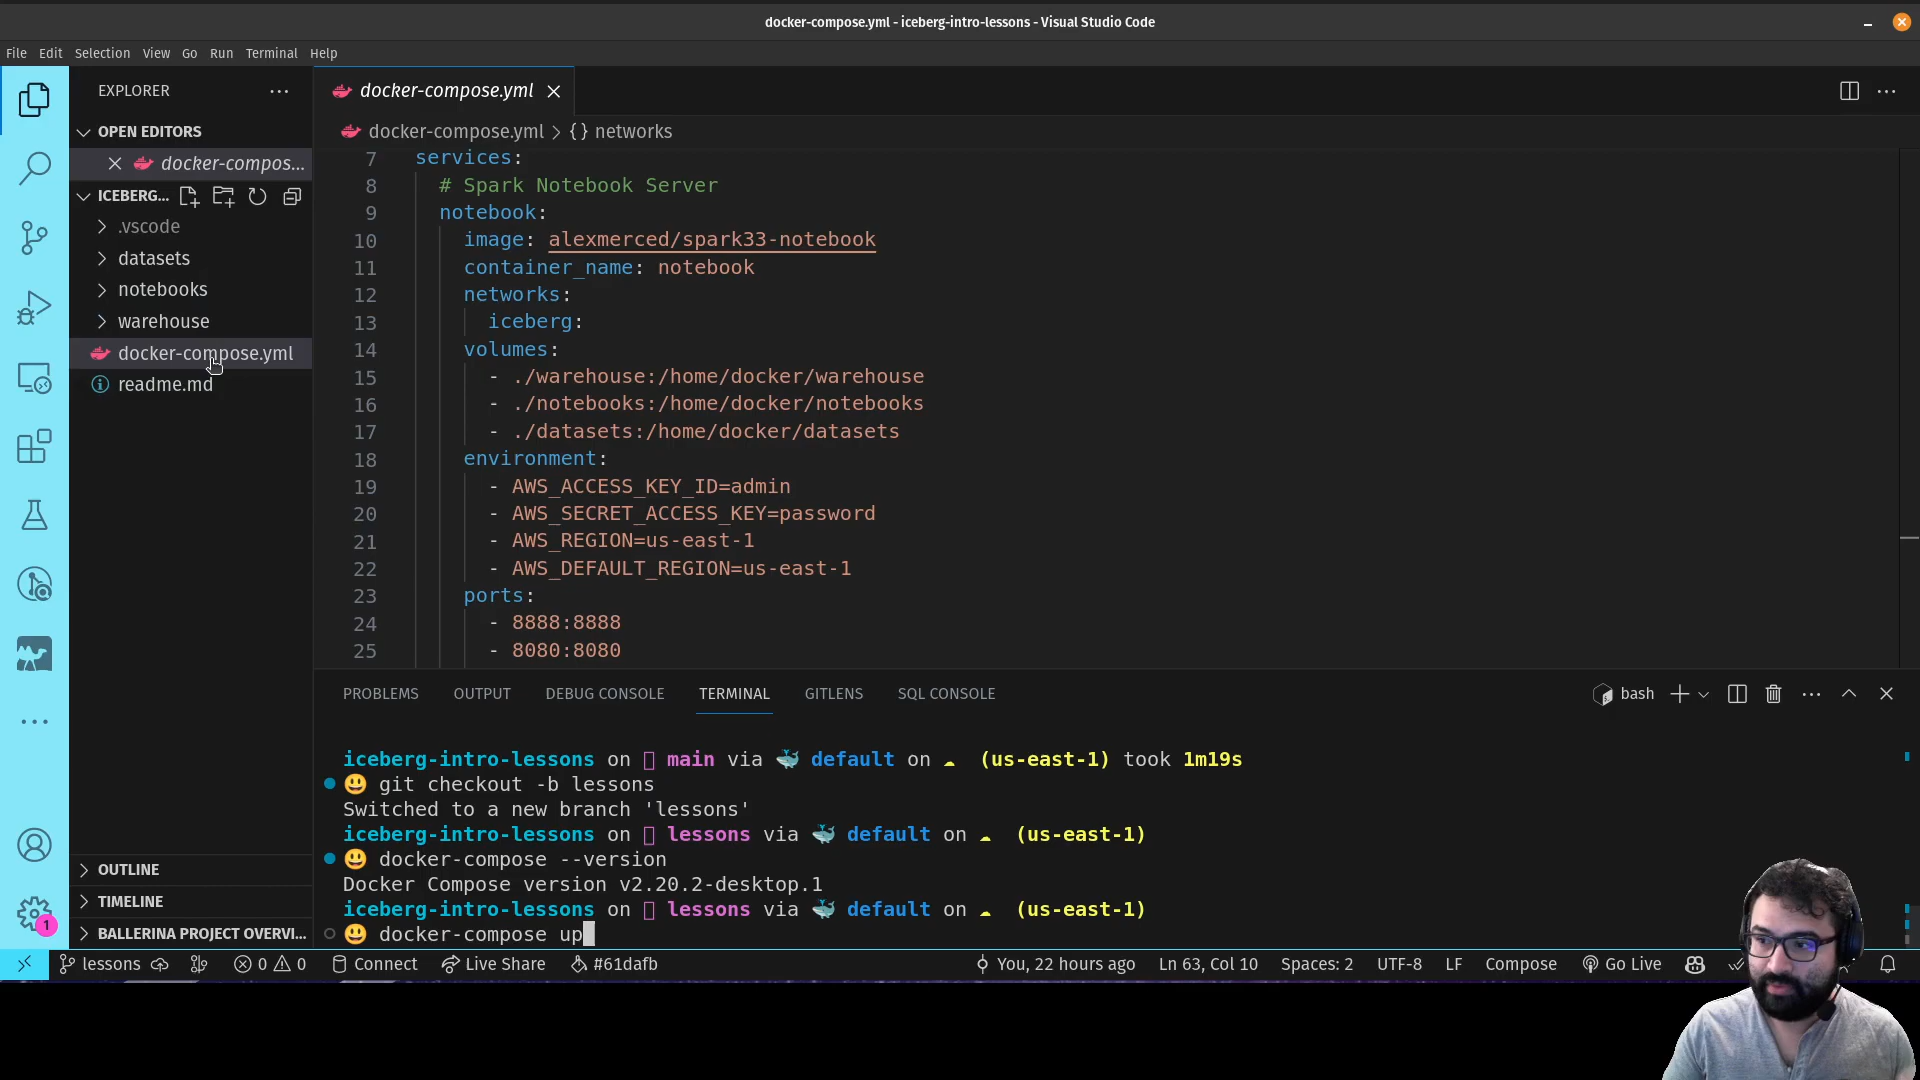 docker-compose.yml - iceberg-intro-lessons - Visual Studio Code
File Edit Selection View Go Run Terminal Help
EXPLORER
OPEN EDITORS
docker-compos...
ICEBERG...
.vscode
datasets
notebooks
warehouse
docker-compose.yml
readme.md
OUTLINE
TIMELINE
BALLERINA PROJECT OVERVI...
1
docker-compose.yml
docker-compose.yml > {} networks
7 services:
8 # Spark Notebook Server
9 notebook:
10 image: alexmerced/spark33-notebook
11 container_name: notebook
12 networks:
13 iceberg:
14 volumes:
15 - ./warehouse:/home/docker/warehouse
16 - ./notebooks:/home/docker/notebooks
17 - ./datasets:/home/docker/datasets
18 environment:
19 - AWS_ACCESS_KEY_ID=admin
20 - AWS_SECRET_ACCESS_KEY=password
21 - AWS_REGION=us-east-1
22 - AWS_DEFAULT_REGION=us-east-1
23 ports:
24 - 8888:8888
25 - 8080:8080
PROBLEMS OUTPUT DEBUG CONSOLE TERMINAL GITLENS SQL CONSOLE
bash
iceberg-intro-lessons on main via 🐳 default on ☁ (us-east-1) took 1m19s
😃 git checkout -b lessons
Switched to a new branch 'lessons'
iceberg-intro-lessons on lessons via 🐳 default on ☁ (us-east-1)
😃 docker-compose --version
Docker Compose version v2.20.2-desktop.1
iceberg-intro-lessons on lessons via 🐳 default on ☁ (us-east-1)
😃 docker-compose up
lessons 0 0 Connect Live Share #61dafb You, 22 hours ago Ln 63, Col 10 Spaces: 2 UTF-8 LF Compose Go Live